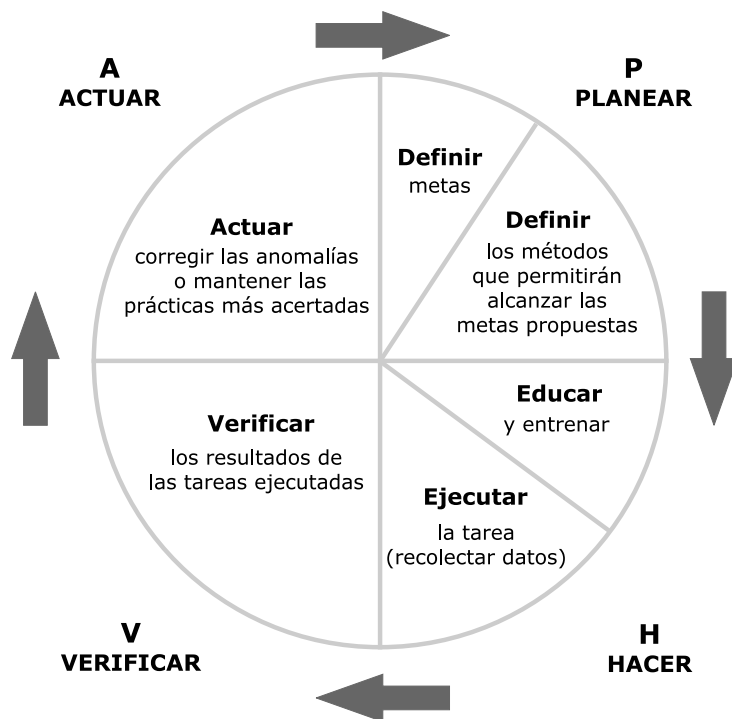 A
ACTUAR
P
PLANEAR
Definir
metas
Definir
los métodos
que permitirán
alcanzar las
metas propuestas
Actuar
corregir las anomalías
o mantener las
prácticas más acertadas
Educar
y entrenar
Verificar
los resultados de
las tareas ejecutadas
Ejecutar
la tarea
(recolectar datos)
V
VERIFICAR
H
HACER